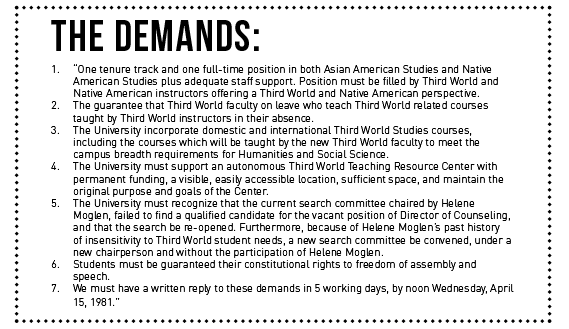 THE DEMANDS:
1. "One tenure track and one full-time position in both Asian American Studies and Native
American Studies plus adequate staff support. Position must be filled by Third World and
Native American instructors offering a Third World and Native American perspective.
2. The guarantee that Third World faculty on leave who teach Third World related courses
taught by Third World instructors in their absence.
3. The University incorporate domestic and international Third World Studies courses,
including the courses which will be taught by the new Third World faculty to meet the
campus breadth requirements for Humanities and Social Science.
4. The University must support an autonomous Third World Teaching Resource Center with
permanent funding, a visible, easily accessible location, sufficient space, and maintain the
original purpose and goals of the Center.
5. The University must recognize that the current search committee chaired by Helene
Moglen, failed to find a qualified candidate for the vacant position of Director of Counseling,
and that the search be re-opened. Furthermore, because of Helene Moglen's past history
of insensitivity to Third World student needs, a new search committee be convened, under a
new chairperson and without the participation of Helene Moglen.
6. Students must be guaranteed their constitutional rights to freedom of assembly and
speech.
7. We must have a written reply to these demands in 5 working days, by noon Wednesday, April
15, 1981."